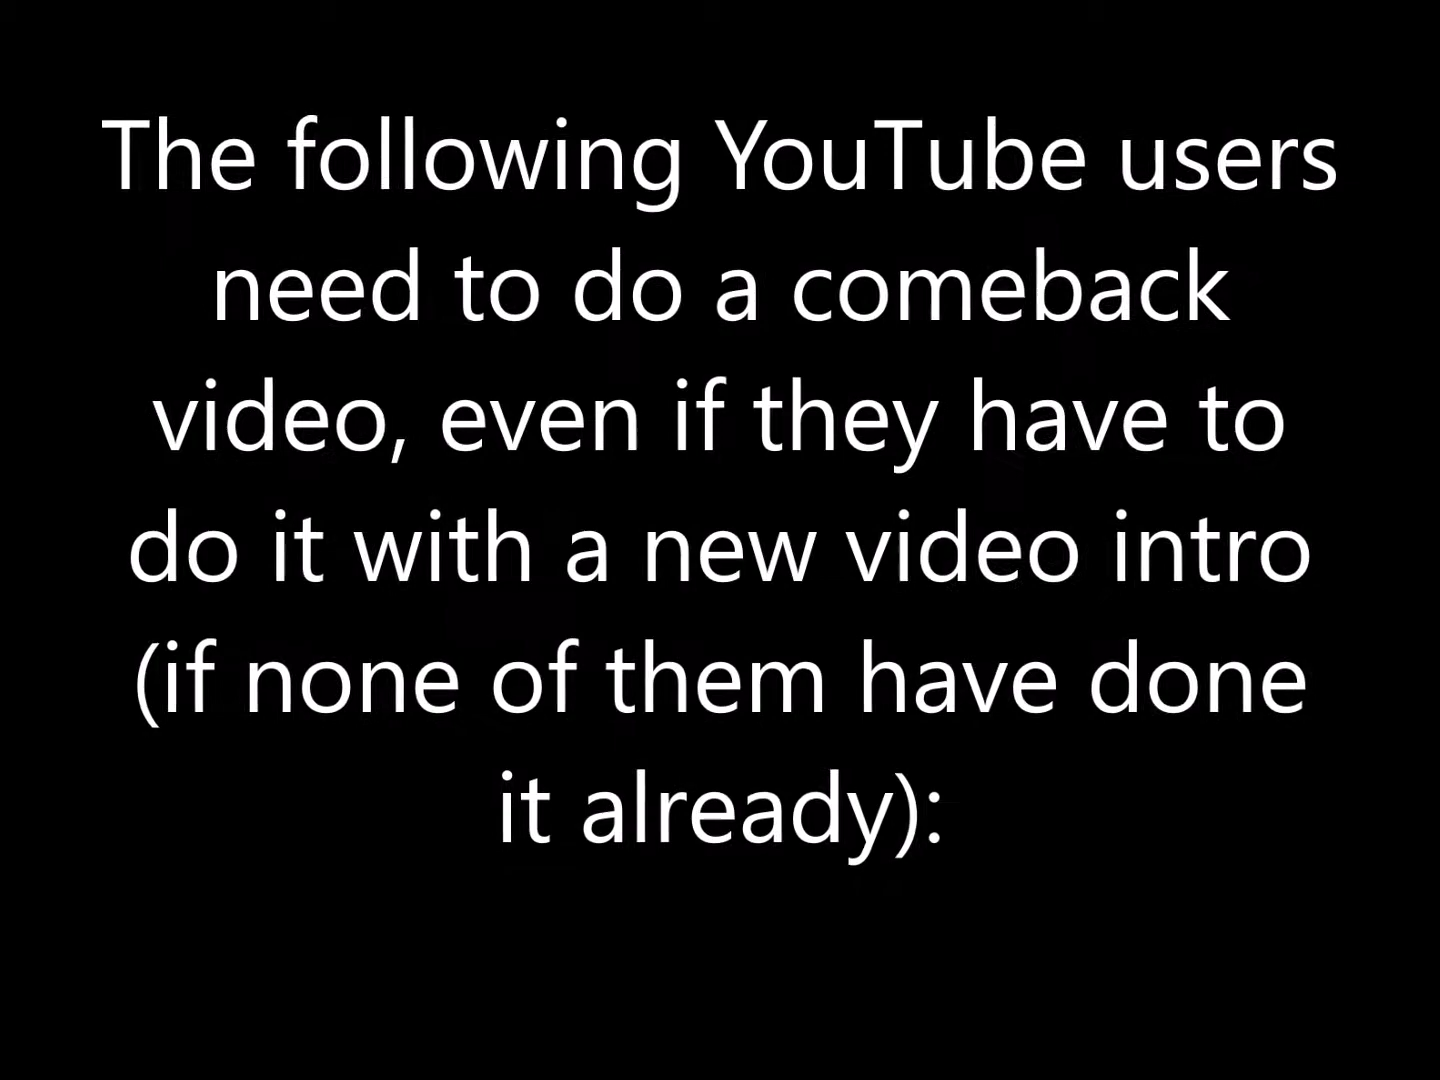 The following YouTube users
need to do a comeback
video, even if they have to
do it with a new video intro
(if none of them have done
it already):